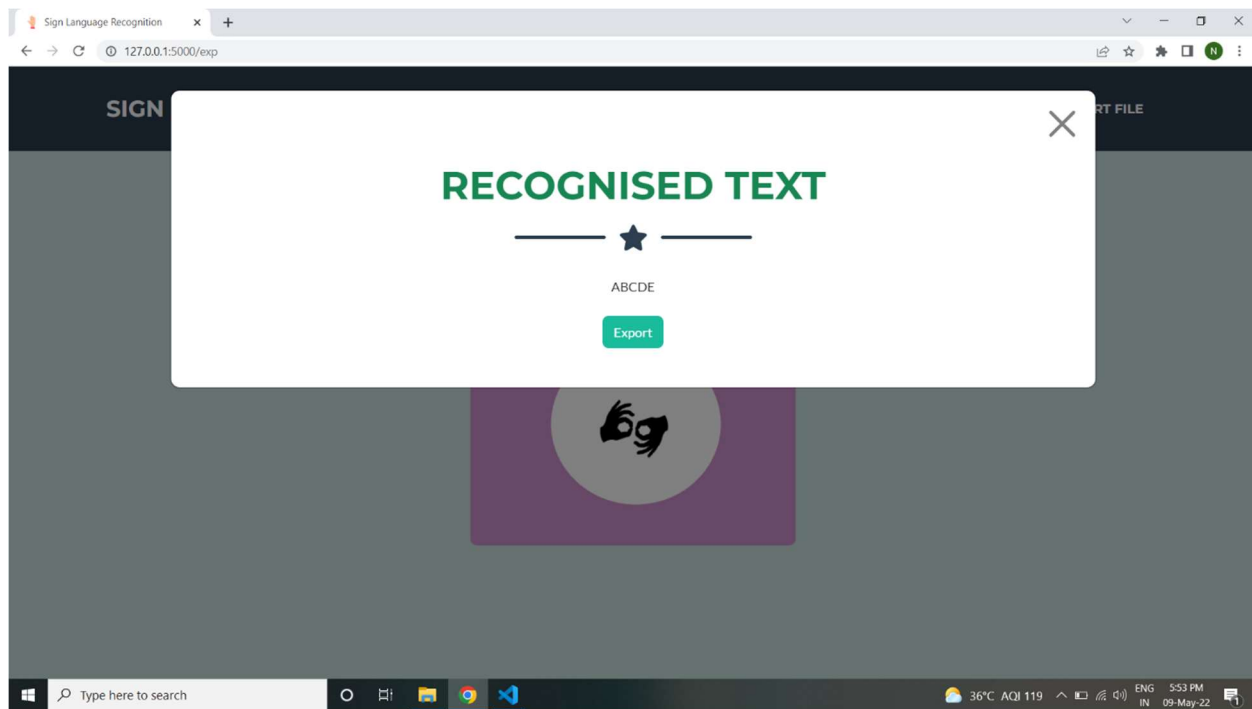 Sign Language Recognition
127.0.0.1:5000/exp
N
SIGN
RT FILE
RECOGNISED TEXT
ABCDE
Export
Type here to search
36°C AQI 119
ENG
IN
5:53 PM
09-May-22
1